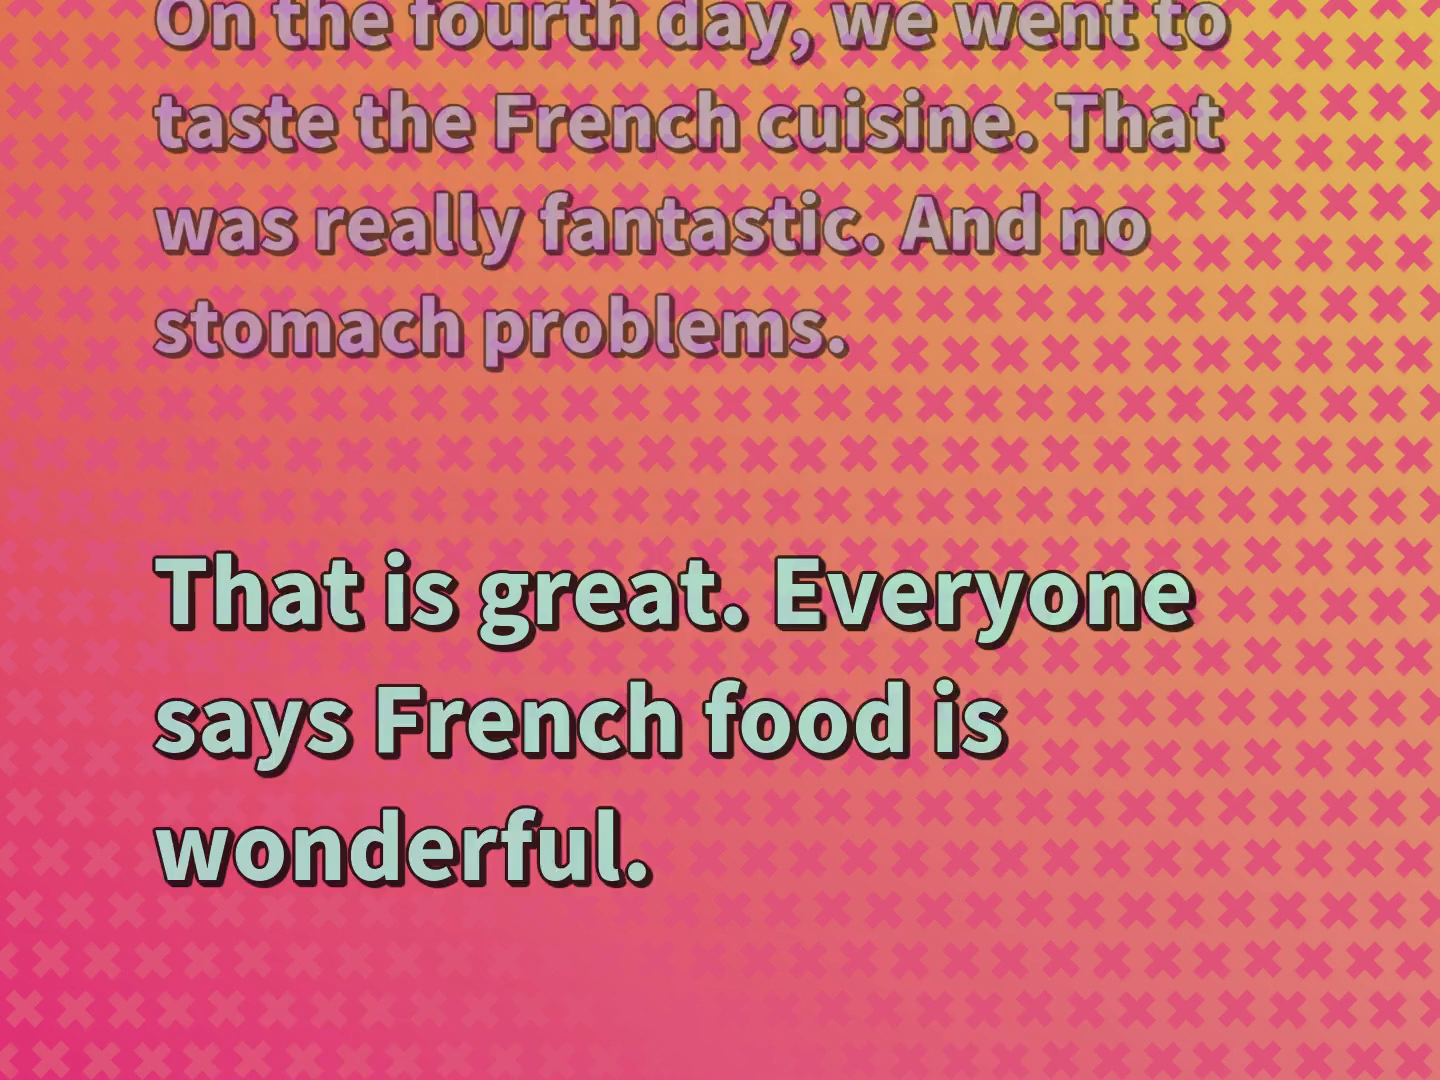 On the fourth day, we went to
taste the French cuisine. That
was really fantastic. And no
stomach problems.
That is great. Everyone
says French food is
wonderful.